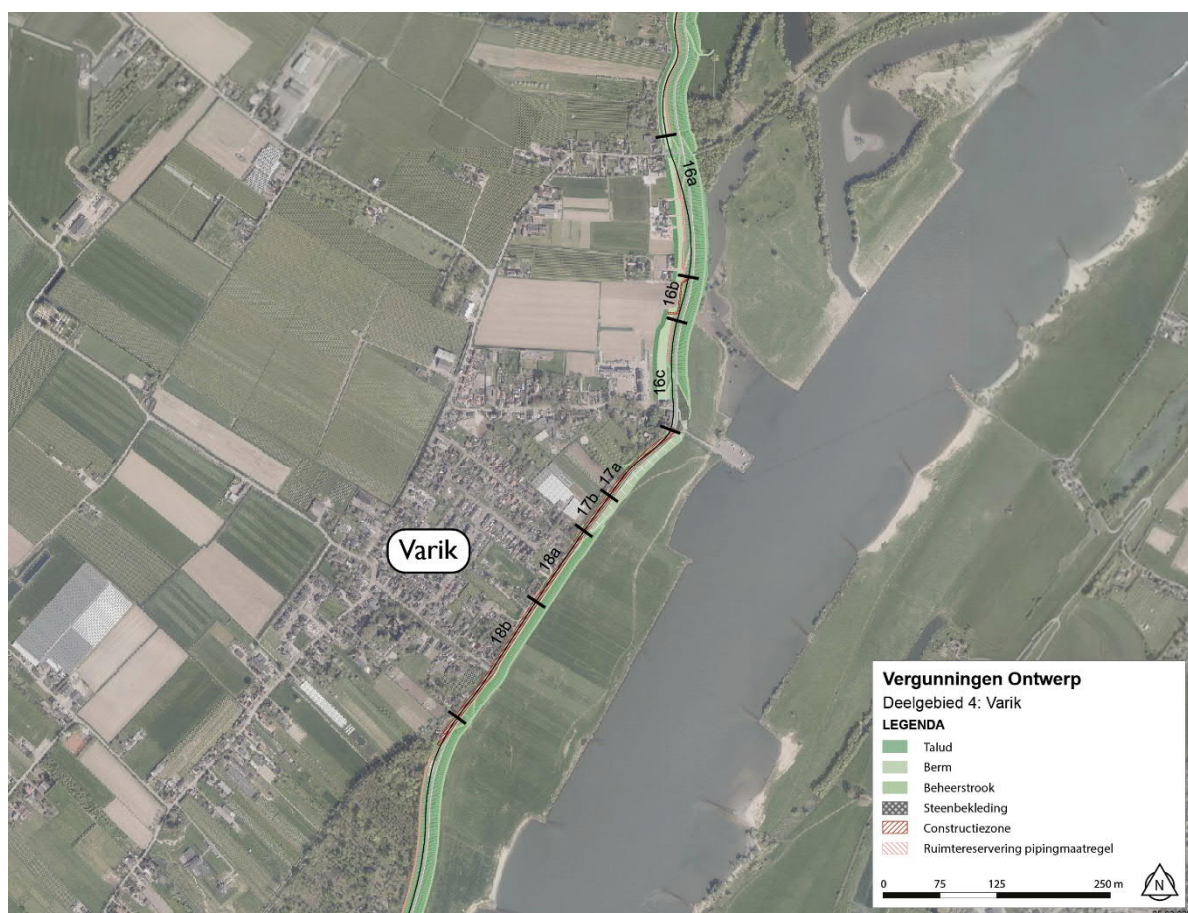 16a
16b
16c
17a
17b
18a
18b
Varik
Vergunningen Ontwerp
Deelgebied 4: Varik
LEGENDA
Talud
Berm
Beheerstrook
Steenbekleding
Constructiezone
Ruimtereservering pipingmaatregel
0 75 125 250 m
N